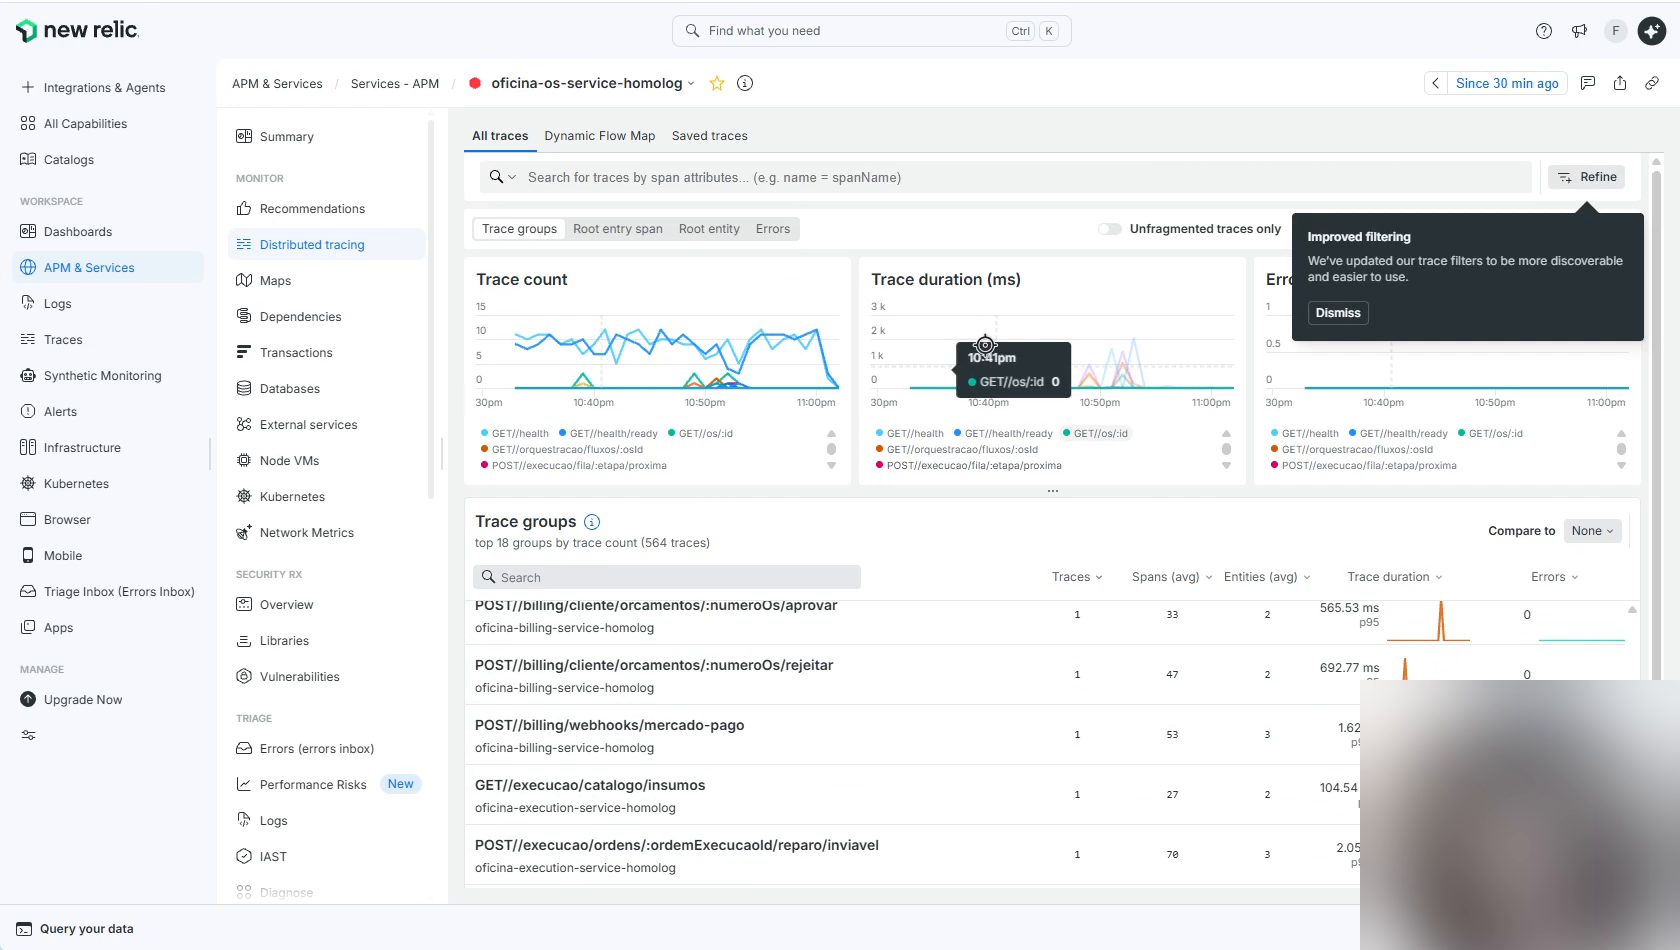 new relic.
Find what you need
Ctrl K
F
Integrations & Agents
All Capabilities
Catalogs
WORKSPACE
Dashboards
APM & Services
Logs
Traces
Synthetic Monitoring
Alerts
Infrastructure
Kubernetes
Browser
Mobile
Triage Inbox (Errors Inbox)
Apps
MANAGE
Upgrade Now
APM & Services / Services - APM / oficina-os-service-homolog
Since 30 min ago
Summary
MONITOR
Recommendations
Distributed tracing
Maps
Dependencies
Transactions
Databases
External services
Node VMs
Kubernetes
Network Metrics
SECURITY RX
Overview
Libraries
Vulnerabilities
TRIAGE
Errors (errors inbox)
Performance Risks New
Logs
IAST
Diagnose
All traces Dynamic Flow Map Saved traces
Search for traces by span attributes... (e.g. name = spanName)
Refine
Trace groups Root entry span Root entity Errors
Unfragmented traces only
Improved filtering
We've updated our trace filters to be more discoverable
and easier to use.
Dismiss
Trace count
15
10
5
0
30pm 10:40pm 10:50pm 11:00pm
GET//health GET//health/ready GET//os/:id
GET//orquestracao/fluxos/:osId
POST//execucao/fila/:etapa/proxima
Trace duration (ms)
3 k
2 k
1 k
0
10:41pm
GET//os/:id 0
30pm 10:40pm 10:50pm 11:00pm
GET//health GET//health/ready GET//os/:id
GET//orquestracao/fluxos/:osId
POST//execucao/fila/:etapa/proxima
Erro
1
0.5
0
30pm 10:40pm 10:50pm 11:00pm
GET//health GET//health/ready GET//os/:id
GET//orquestracao/fluxos/:osId
POST//execucao/fila/:etapa/proxima
Trace groups
top 18 groups by trace count (564 traces)
Compare to None
Search
Traces Spans (avg) Entities (avg) Trace duration Errors
POST//billing/cliente/orcamentos/:numeroOs/aprovar
oficina-billing-service-homolog
1 33 2 565.53 ms 0
p95
POST//billing/cliente/orcamentos/:numeroOs/rejeitar
oficina-billing-service-homolog
1 47 2 692.77 ms 0
POST//billing/webhooks/mercado-pago
oficina-billing-service-homolog
1 53 3 1.62
GET//execucao/catalogo/insumos
oficina-execution-service-homolog
1 27 2 104.54
POST//execucao/ordens/:ordemExecucaoId/reparo/inviavel
oficina-execution-service-homolog
1 70 3 2.05
Query your data